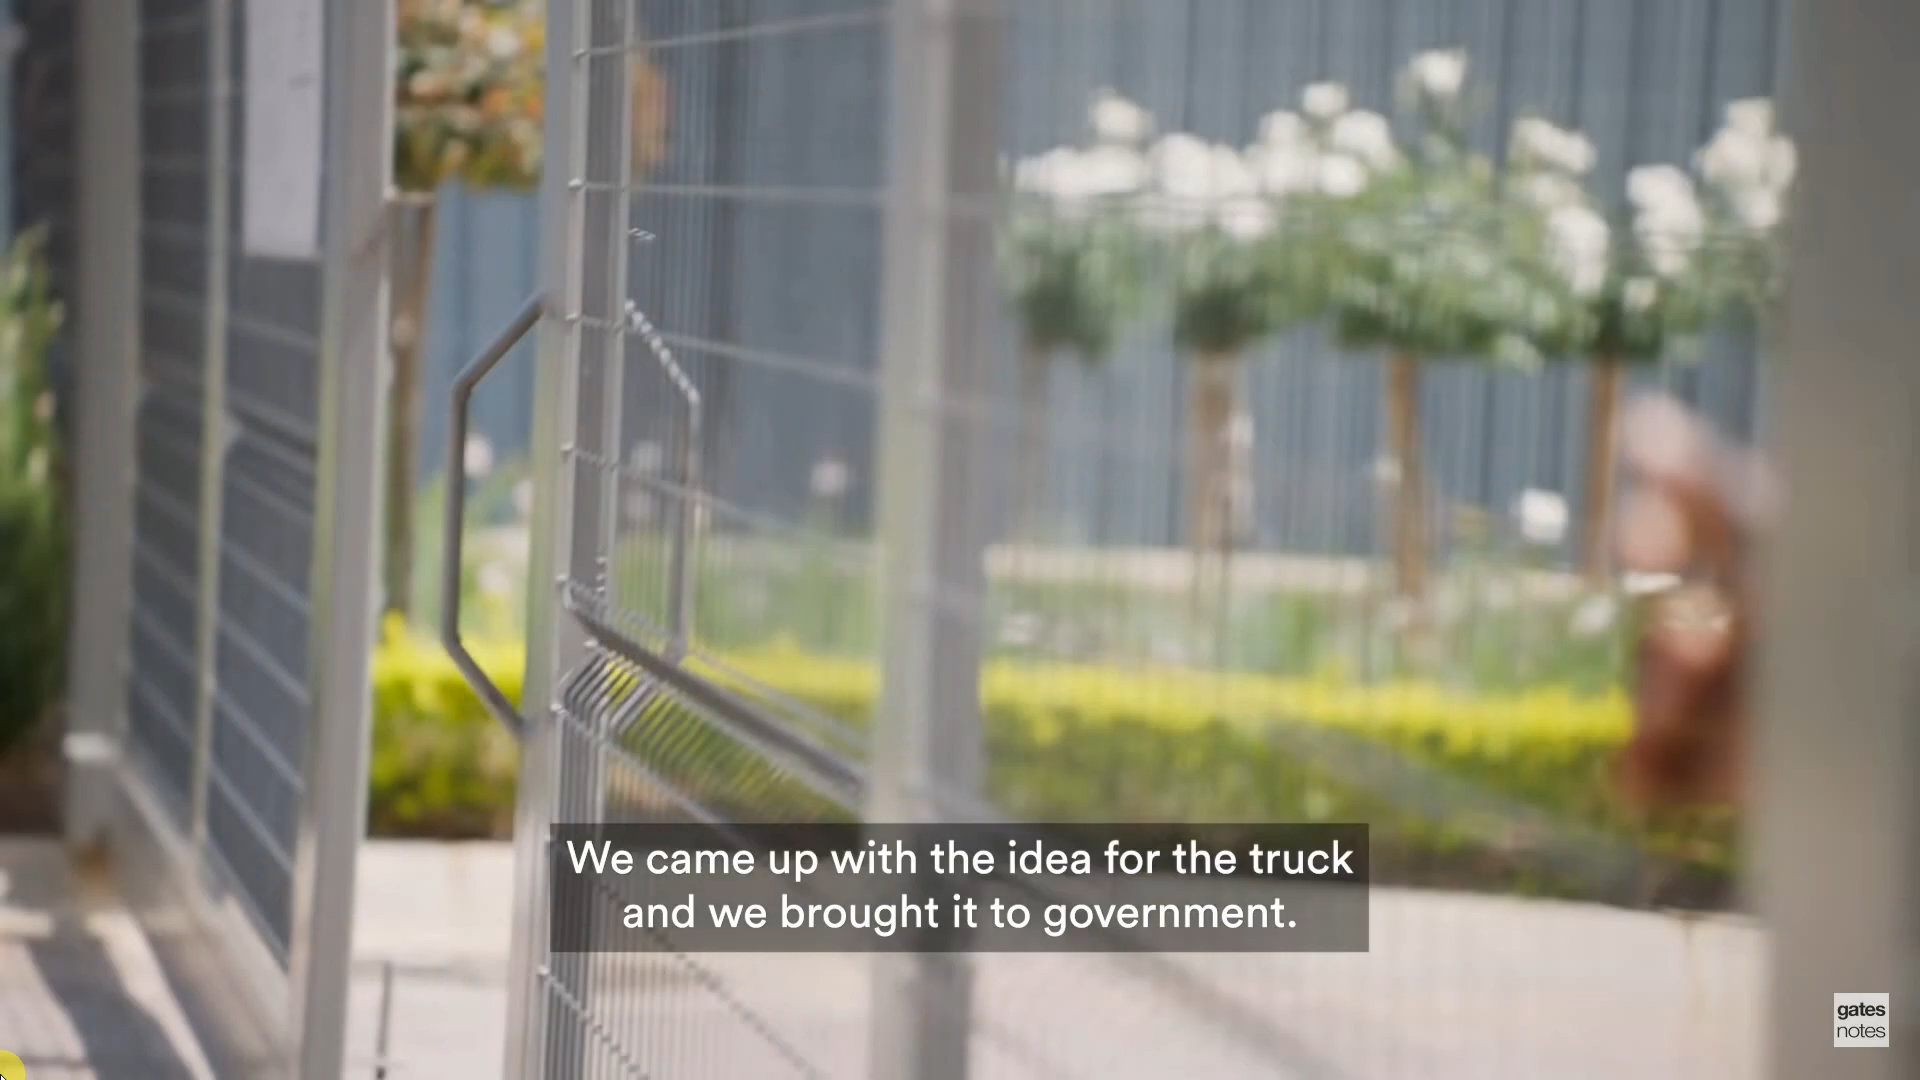 We came up with the idea for the truck
and we brought it to government.
gates
notes